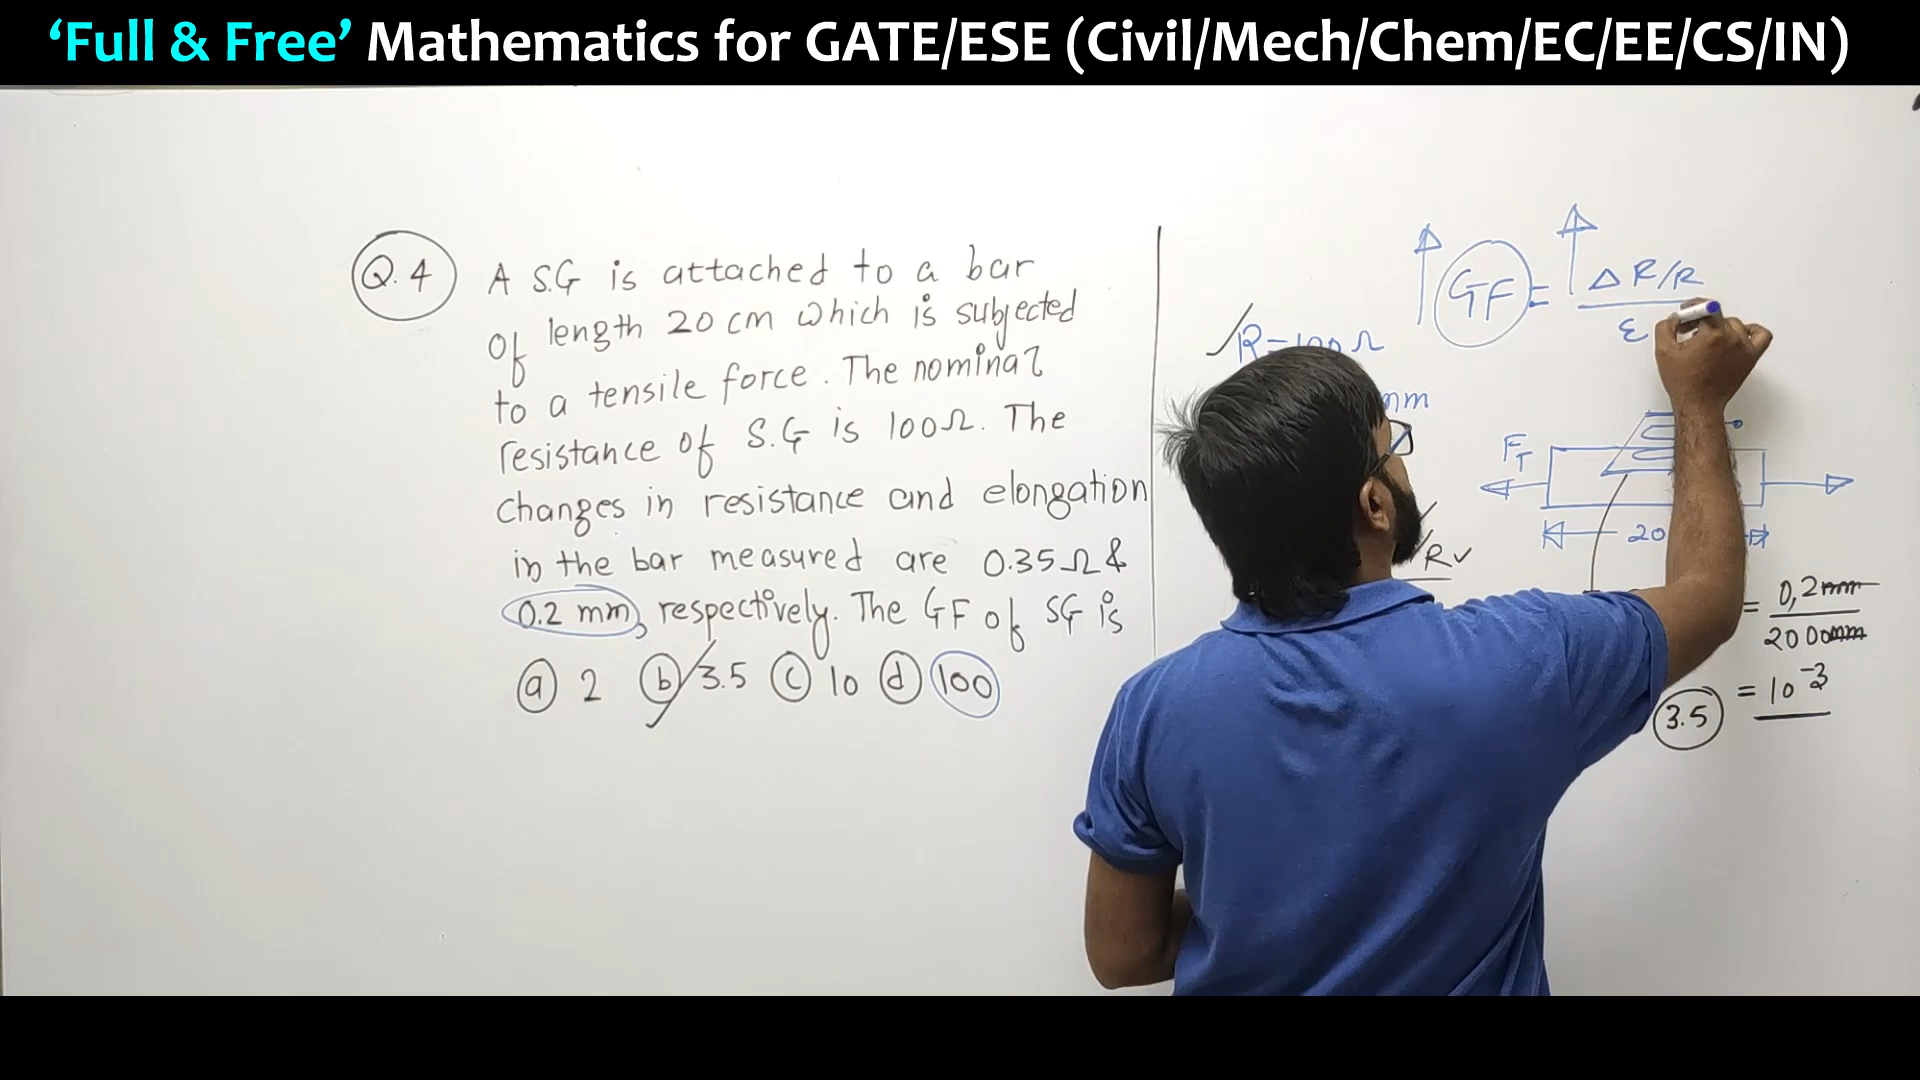 ‘Full & Free’ Mathematics for GATE/ESE (Civil/Mech/Chem/EC/EE/CS/IN)
Q.4 A S.G is attached to a bar
of length 20 cm which is subjected
to a tensile force. The nominal
resistance of S.G is 100Ω. The
changes in resistance and elongation
in the bar measured are 0.35Ω &
0.2 mm, respectively. The GF of SG is
(a) 2 (b) 3.5 (c) 10 (d) 100
GF = ΔR/R
ε
R = 100 Ω
mm
F_T
20
/R ✓
= 0,2mm
200mm
= 10^-3
3.5